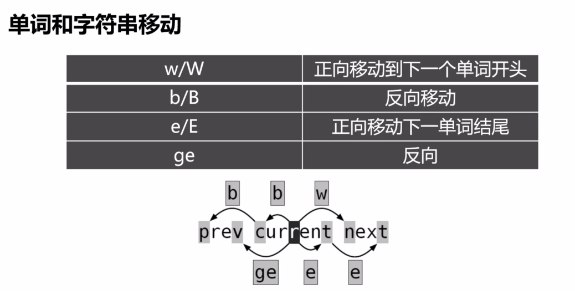 单词和字符串移动
w/W 正向移动到下一个单词开头
b/B 反向移动
e/E 正向移动下一单词结尾
ge 反向
b b w
prev current next
ge e e